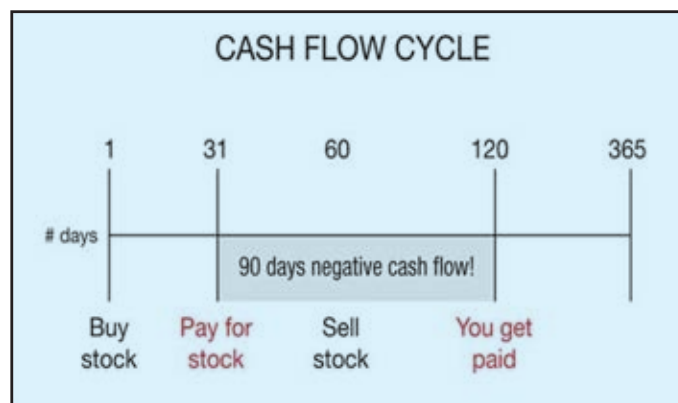 CASH FLOW CYCLE
1 31 60 120 365
# days
90 days negative cash flow!
Buy stock
Pay for stock
Sell stock
You get paid